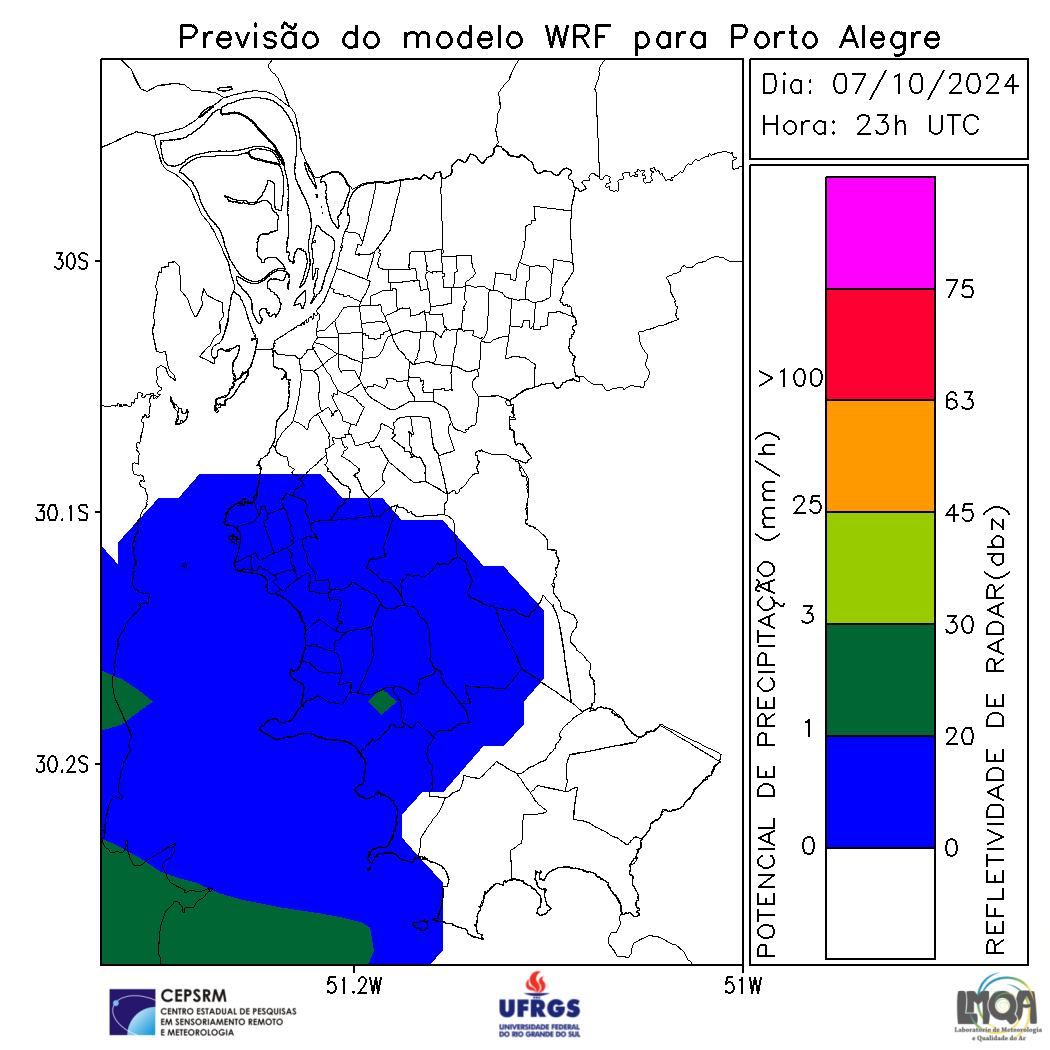 Previsão do modelo WRF para Porto Alegre
Dia: 07/10/2024
Hora: 23h UTC
30S
30.1S
30.2S
51.2W
51W
POTENCIAL DE PRECIPITAÇÃO (mm/h)
>100
25
3
1
0
75
63
45
30
20
0
REFLETIVIDADE DE RADAR(dbz)
CEPSRM
CENTRO ESTADUAL DE PESQUISAS
EM SENSORIAMENTO REMOTO
E METEOROLOGIA
UFRGS
UNIVERSIDADE FEDERAL
DO RIO GRANDE DO SUL
LMQA
Laboratório de Meteorologia
e Qualidade do Ar